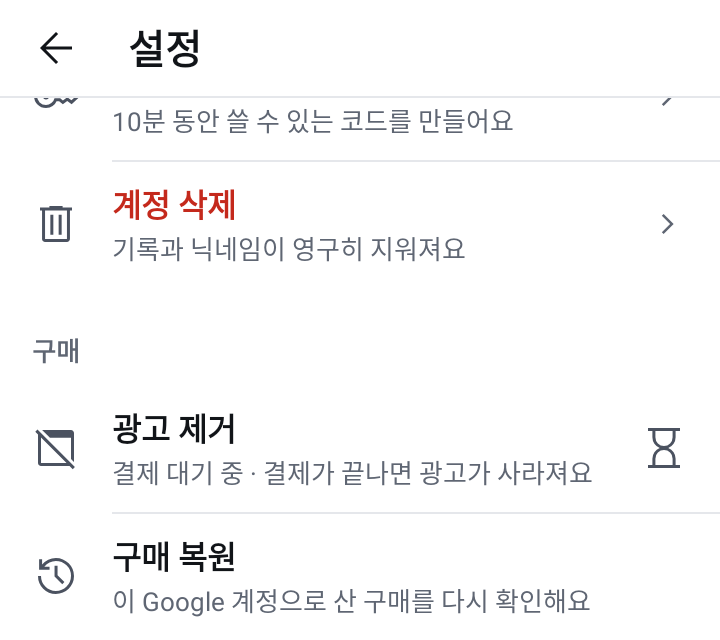 설정
10분 동안 쓸 수 있는 코드를 만들어요
계정 삭제
기록과 닉네임이 영구히 지워져요
구매
광고 제거
결제 대기 중 · 결제가 끝나면 광고가 사라져요
구매 복원
이 Google 계정으로 산 구매를 다시 확인해요